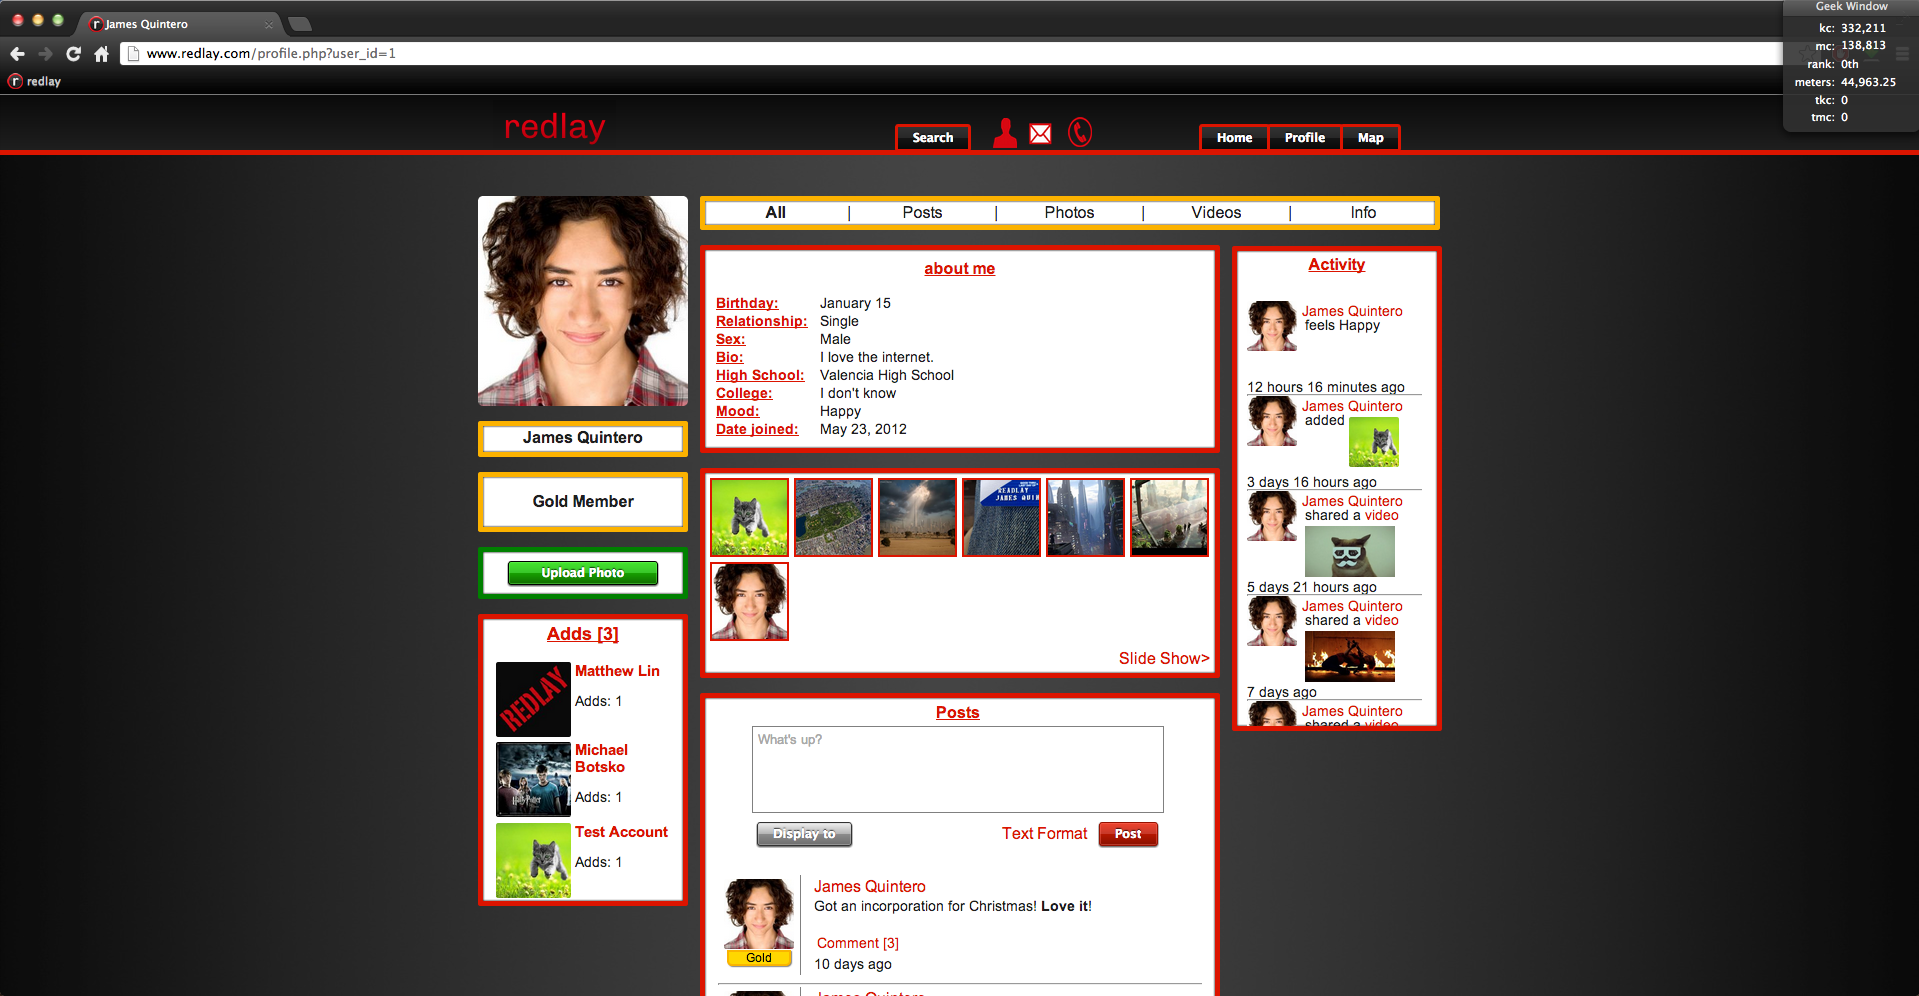 James Quintero
www.redlay.com/profile.php?user_id=1
redlay
Geek Window
kc: 332,211
mc: 138,813
rank: 0th
meters: 44,963.25
tkc: 0
tmc: 0
redlay
Search
Home
Profile
Map
All | Posts | Photos | Videos | Info
James Quintero
Gold Member
Upload Photo
Adds [3]
Matthew Lin
Adds: 1
REDLAY
Michael
Botsko
Adds: 1
Harry Potter
Test Account
Adds: 1
about me
Birthday: January 15
Relationship: Single
Sex: Male
Bio: I love the internet.
High School: Valencia High School
College: I don't know
Mood: Happy
Date joined: May 23, 2012
READLAY
JAMES QUIN
Slide Show>
Posts
What's up?
Display to
Text Format
Post
James Quintero
Got an incorporation for Christmas! Love it!
Comment [3]
10 days ago
Gold
James Quintero
Activity
James Quintero
feels Happy
12 hours 16 minutes ago
James Quintero
added
3 days 16 hours ago
James Quintero
shared a video
5 days 21 hours ago
James Quintero
shared a video
7 days ago
James Quintero
shared a video